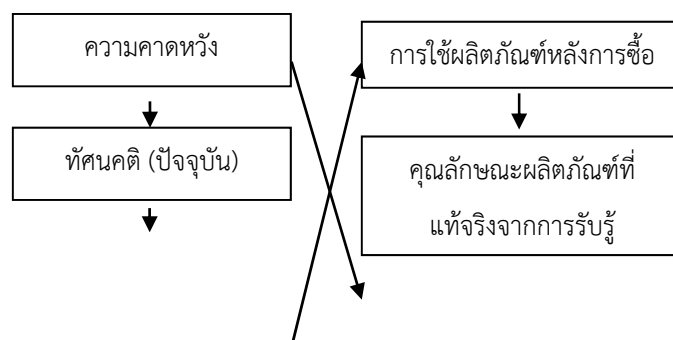 ความคาดหวัง
การใช้ผลิตภัณฑ์หลังการซื้อ
ทัศนคติ (ปัจจุบัน)
คุณลักษณะผลิตภัณฑ์ที่
แท้จริงจากการรับรู้